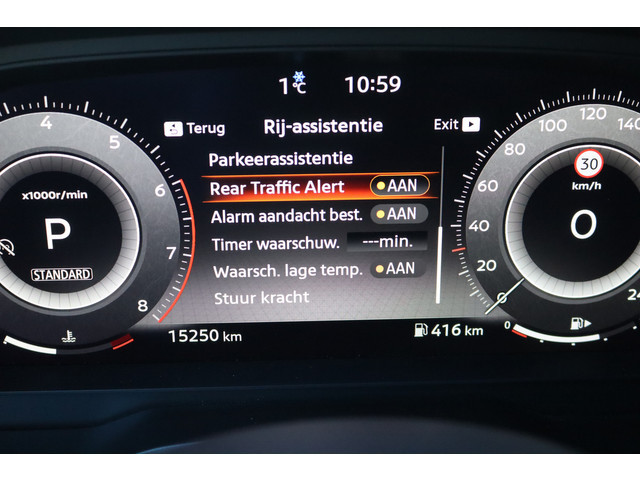 1°C 10:59
Terug Rij-assistentie Exit
Parkeerassistentie
Rear Traffic Alert AAN
Alarm aandacht best. AAN
Timer waarschuw. ---min.
Waarsch. lage temp. AAN
Stuur kracht
15250 km 416 km
4
5
6
7
8
x1000r/min
P
STANDARD
0
20
40
60
80
100
120
140
24
30
km/h
0
0